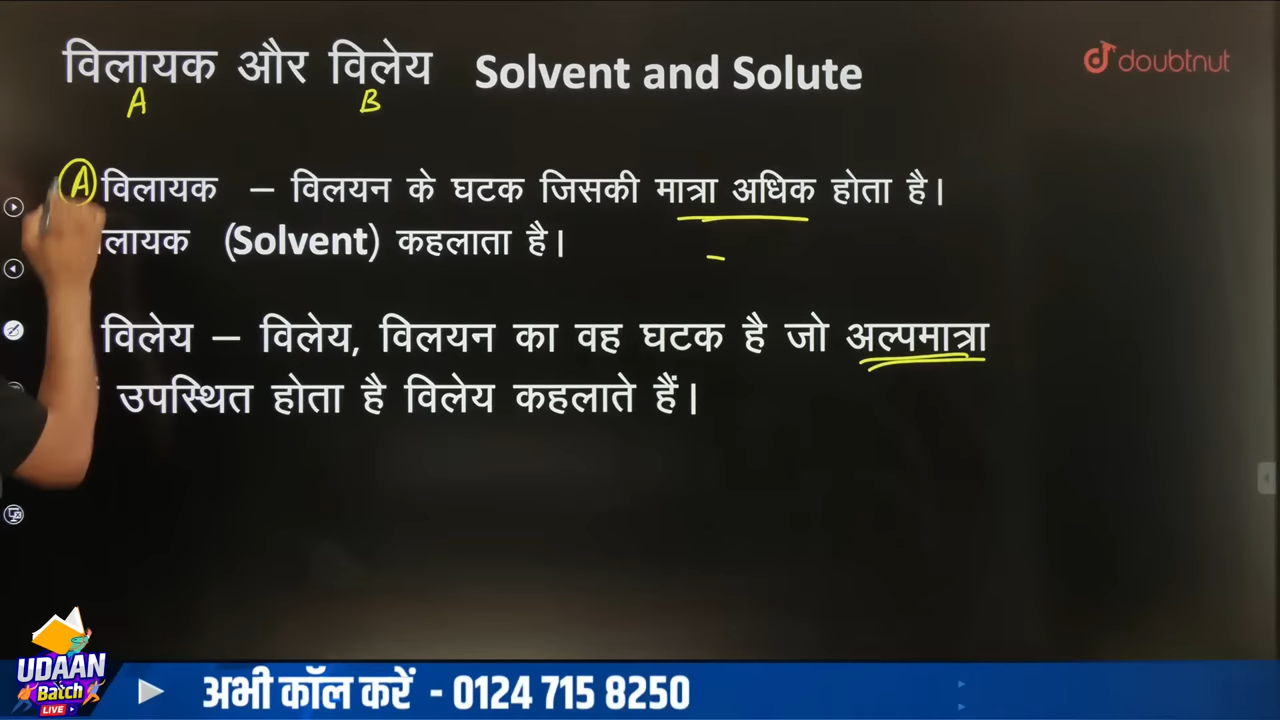 विलायक और विलेय Solvent and Solute
doubtnut
A B
A विलायक – विलयन के घटक जिसकी मात्रा अधिक होता है।
लायक (Solvent) कहलाता है।
विलेय – विलेय, विलयन का वह घटक है जो अल्पमात्रा
उपस्थित होता है विलेय कहलाते हैं।
UDAAN
Batch
LIVE
अभी कॉल करें - 0124 715 8250